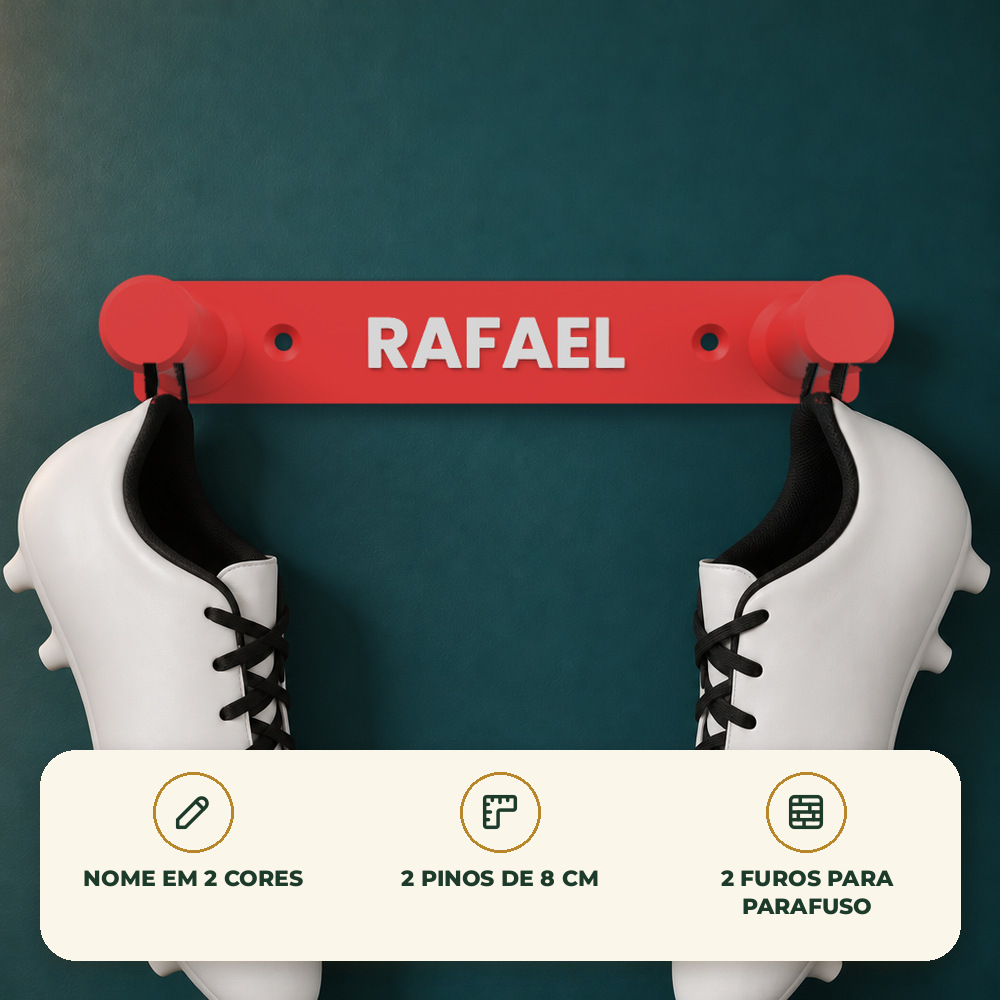 RAFAEL
NOME EM 2 CORES
2 PINOS DE 8 CM
2 FUROS PARA
PARAFUSO